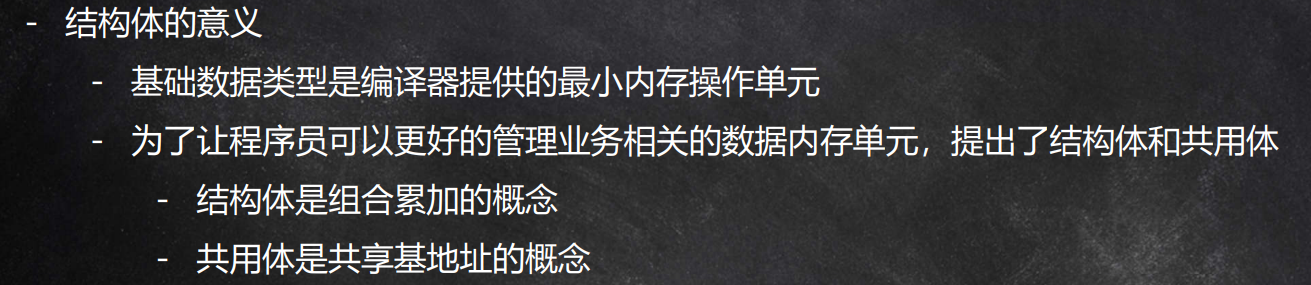 - 结构体的意义
- 基础数据类型是编译器提供的最小内存操作单元
- 为了让程序员可以更好的管理业务相关的数据内存单元，提出了结构体和共用体
- 结构体是组合累加的概念
- 共用体是共享基地址的概念